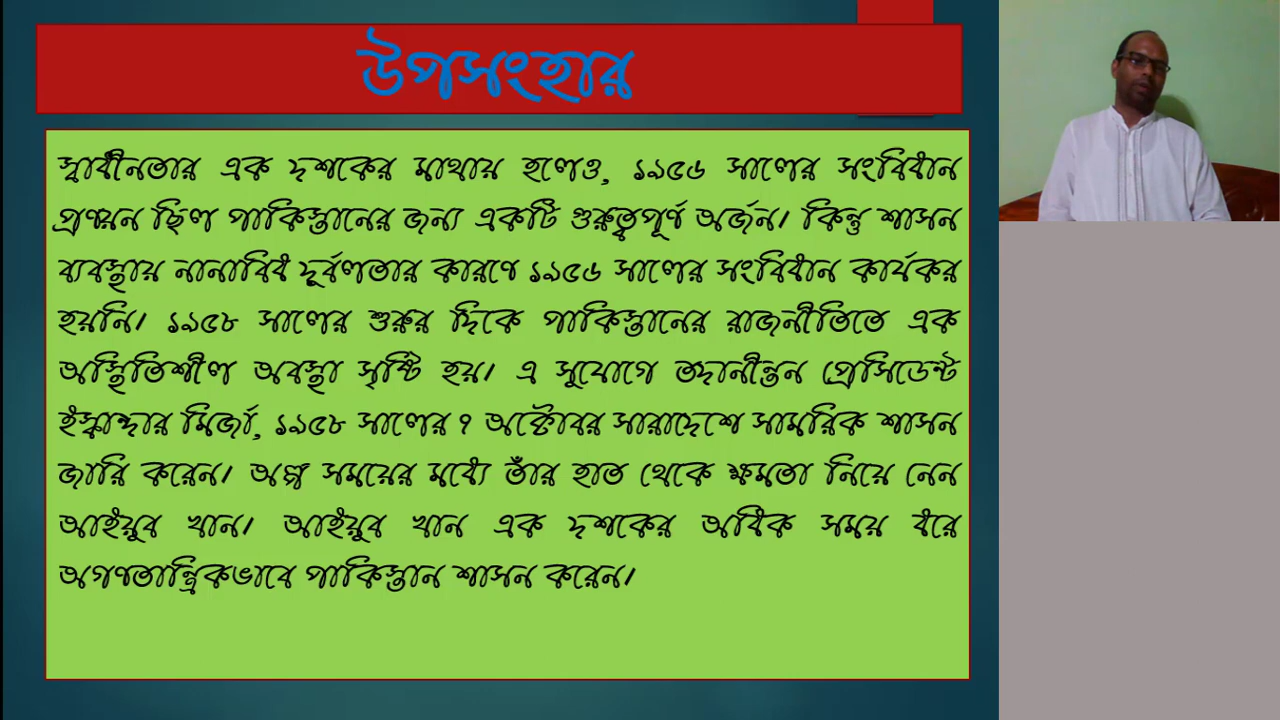 উপসংহার
স্বাধীনতার এক দশকের মাথায় হলেও, ১৯৫৬ সালের সংবিধান
প্রণয়ন ছিল পাকিস্তানের জন্য একটি গুরুত্বপূর্ণ অর্জন। কিন্তু শাসন
ব্যবস্থায় নানাবিধ দূর্বলতার কারণে ১৯৫৬ সালের সংবিধান কার্যকর
হয়নি। ১৯৫৮ সালের শুরুর দিকে পাকিস্তানের রাজনীতিতে এক
অস্থিতিশীল অবস্থা সৃষ্টি হয়। এ সুযোগে তদানীন্তন প্রেসিডেন্ট
ইস্কান্দার মির্জা, ১৯৫৮ সালের ৭ অক্টোবর সারাদেশে সামরিক শাসন
জারি করেন। অল্প সময়ের মধ্যে তাঁর হাত থেকে ক্ষমতা নিয়ে নেন
আইয়ুব খান। আইয়ুব খান এক দশকের অধিক সময় ধরে
অগণতান্ত্রিকভাবে পাকিস্তান শাসন করেন।